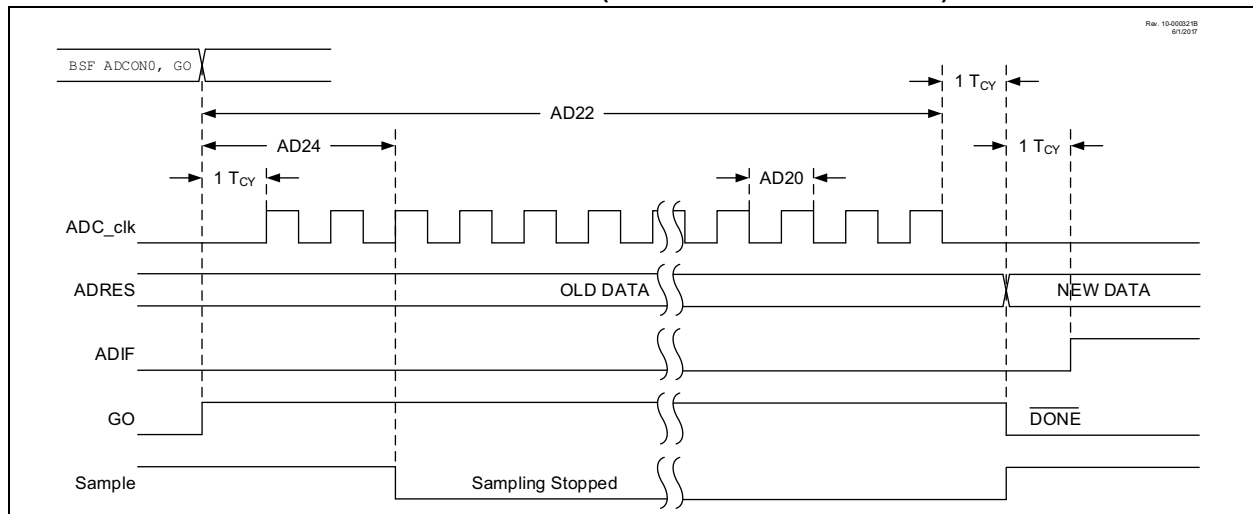 Rev. 10-000321B
6/1/2017
BSF ADCON0, GO
1 TCY
AD22
1 TCY
AD24
1 TCY
AD20
ADC_clk
ADRES
OLD DATA
NEW DATA
ADIF
GO
DONE
Sample
Sampling Stopped